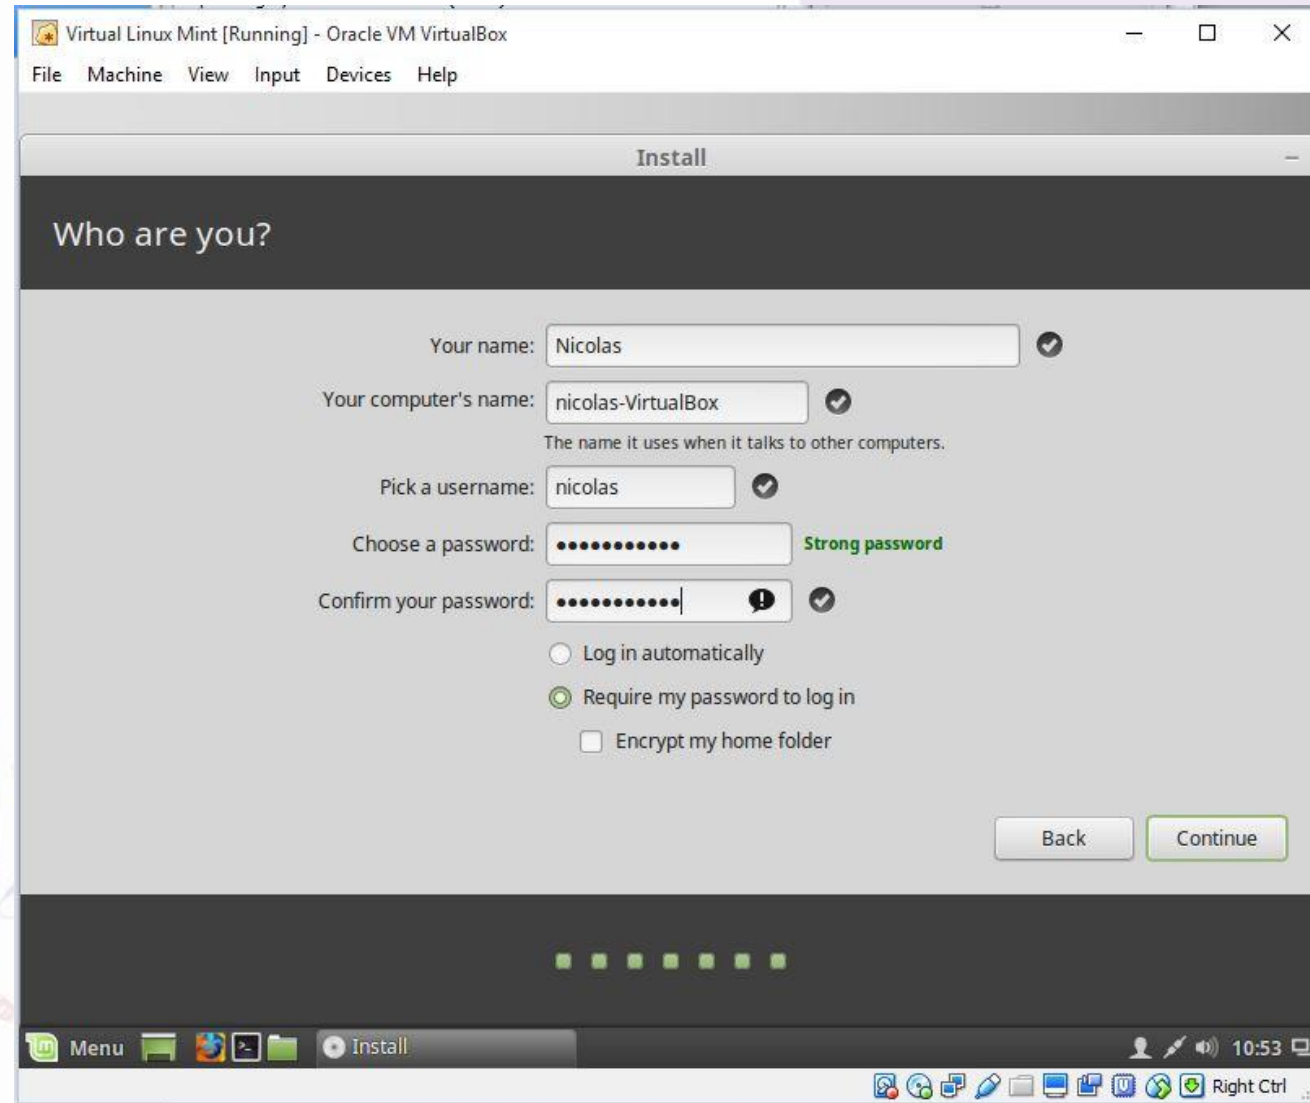 Virtual Linux Mint [Running] - Oracle VM VirtualBox
File Machine View Input Devices Help
Install
Who are you?
Your name: Nicolas
Your computer's name: nicolas-VirtualBox
The name it uses when it talks to other computers.
Pick a username: nicolas
Choose a password: ●●●●●●●●●●● Strong password
Confirm your password: ●●●●●●●●●●●
Log in automatically
Require my password to log in
Encrypt my home folder
Back Continue
Menu Install 10:53
Right Ctrl